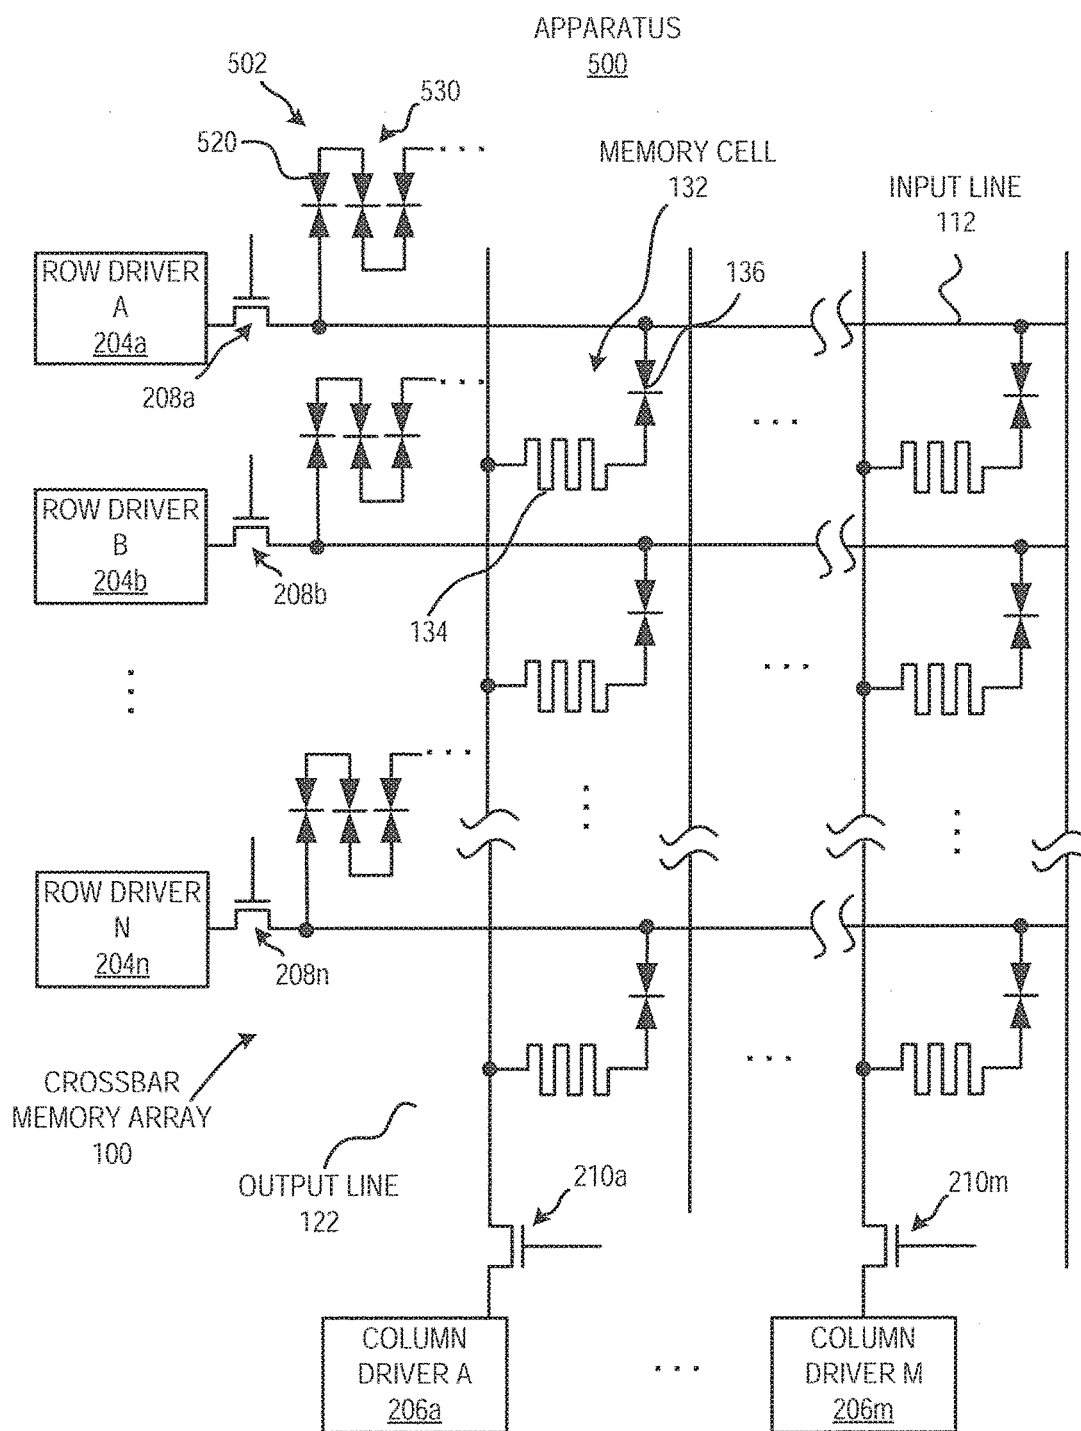 APPARATUS
500
502
530
520
MEMORY CELL
132
INPUT LINE
112
136
ROW DRIVER
A
204a
208a
ROW DRIVER
B
204b
208b
134
ROW DRIVER
N
204n
208n
CROSSBAR
MEMORY ARRAY
100
OUTPUT LINE
122
210a
210m
COLUMN
DRIVER A
206a
COLUMN
DRIVER M
206m